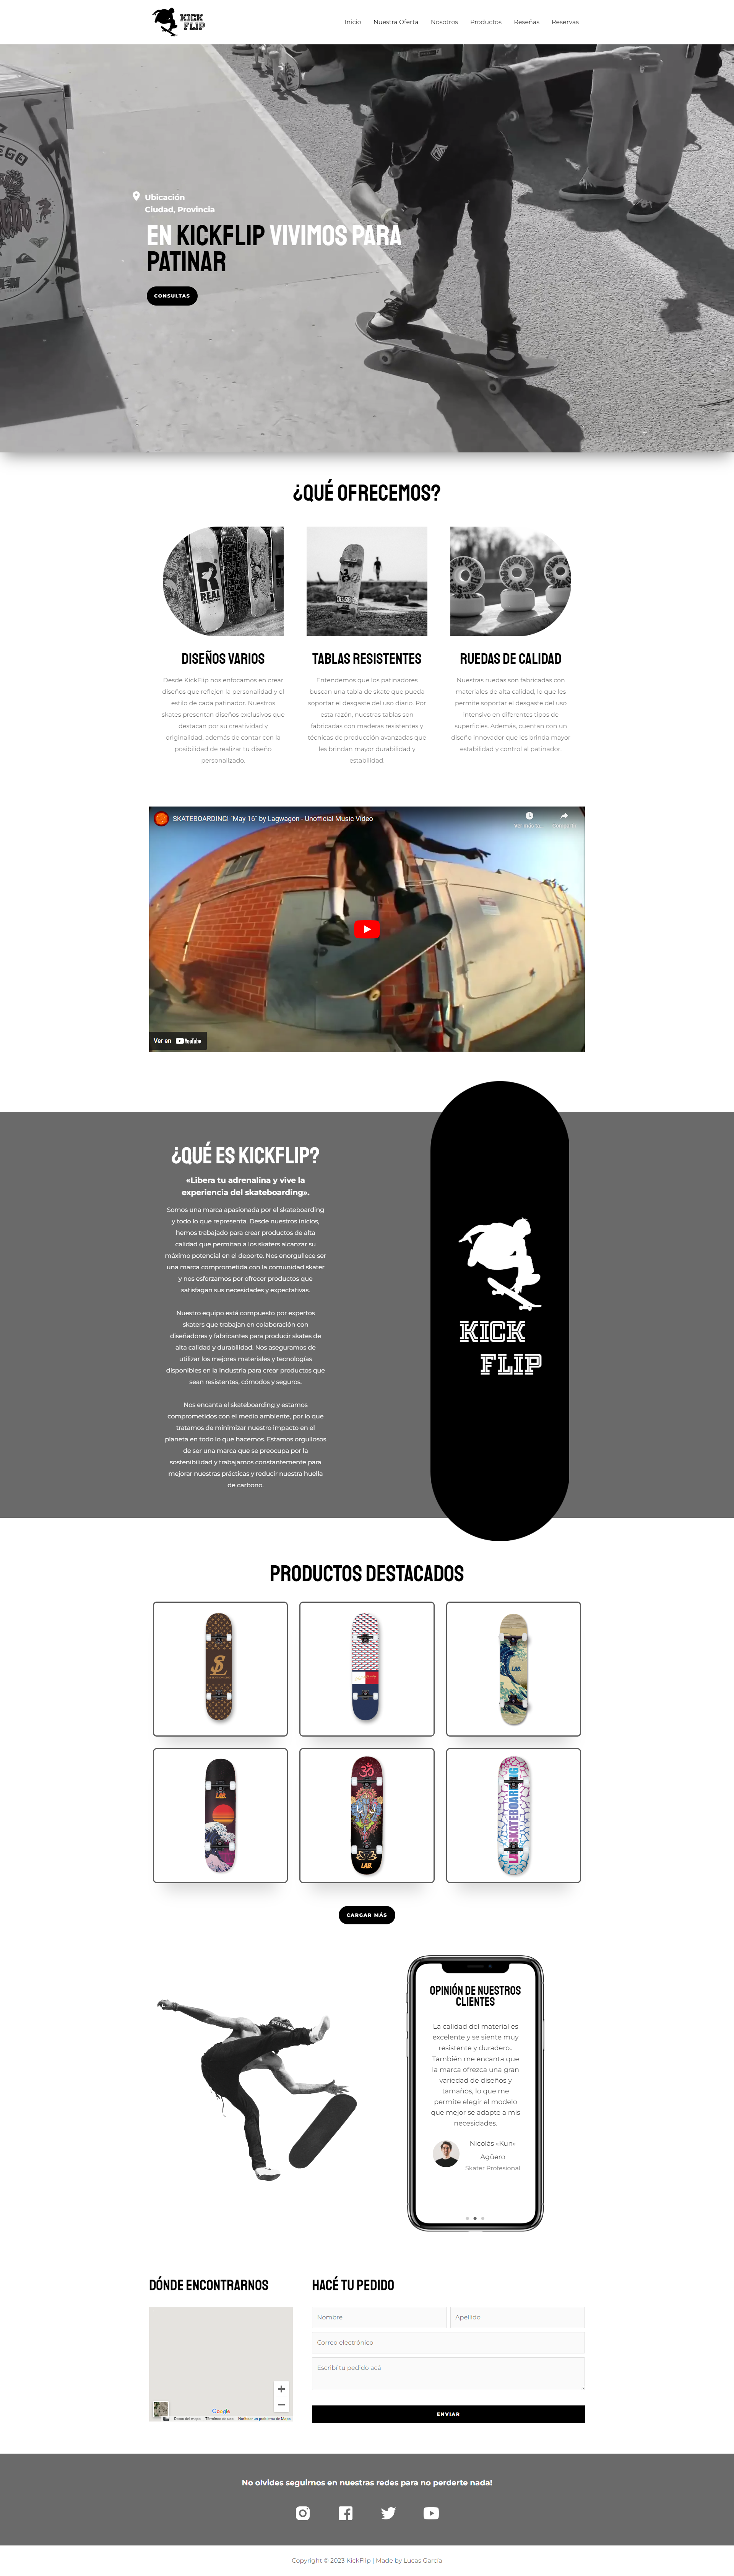 KICK
FLIP
Inicio
Nuestra Oferta
Nosotros
Productos
Reseñas
Reservas
Ubicación
Ciudad, Provincia
EN KICKFLIP VIVIMOS PARA
PATINAR
CONSULTAS
¿QUÉ OFRECEMOS?
REAL
DISEÑOS VARIOS
Desde KickFlip nos enfocamos en crear
diseños que reflejen la personalidad y el
estilo de cada patinador. Nuestros
skates presentan diseños exclusivos que
destacan por su creatividad y
originalidad, además de contar con la
posibilidad de realizar tu diseño
personalizado.
TABLAS RESISTENTES
Entendemos que los patinadores
buscan una tabla de skate que pueda
soportar el desgaste del uso diario. Por
esta razón, nuestras tablas son
fabricadas con maderas resistentes y
técnicas de producción avanzadas que
les brindan mayor durabilidad y
estabilidad.
RUEDAS DE CALIDAD
Nuestras ruedas son fabricadas con
materiales de alta calidad, lo que les
permite soportar el desgaste del uso
intensivo en diferentes tipos de
superficies. Además, cuentan con un
diseño innovador que les brinda mayor
estabilidad y control al patinador.
SKATEBOARDING! "May 16" by Lagwagon - Unofficial Music Video
Ver más ta...
Compartir
Ver en YouTube
¿QUÉ ES KICKFLIP?
«Libera tu adrenalina y vive la
experiencia del skateboarding».
Somos una marca apasionada por el skateboarding
y todo lo que representa. Desde nuestros inicios,
hemos trabajado para crear productos de alta
calidad que permitan a los skaters alcanzar su
máximo potencial en el deporte. Nos enorgullece ser
una marca comprometida con la comunidad skater
y nos esforzamos por ofrecer productos que
satisfagan sus necesidades y expectativas.
Nuestro equipo está compuesto por expertos
skaters que trabajan en colaboración con
diseñadores y fabricantes para producir skates de
alta calidad y durabilidad. Nos aseguramos de
utilizar los mejores materiales y tecnologías
disponibles en la industria para crear productos que
sean resistentes, cómodos y seguros.
Nos encanta el skateboarding y estamos
comprometidos con el medio ambiente, por lo que
tratamos de minimizar nuestro impacto en el
planeta en todo lo que hacemos. Estamos orgullosos
de ser una marca que se preocupa por la
sostenibilidad y trabajamos constantemente para
mejorar nuestras prácticas y reducir nuestra huella
de carbono.
KICK
FLIP
PRODUCTOS DESTACADOS
LAB.
LAB.
LAB.
LAB SKATEBOARDING
CARGAR MÁS
OPINIÓN DE NUESTROS
CLIENTES
La calidad del material es
excelente y se siente muy
resistente y duradero..
También me encanta que
la marca ofrezca una gran
variedad de diseños y
tamaños, lo que me
permite elegir el modelo
que mejor se adapte a mis
necesidades.
Nicolás «Kun»
Agüero
Skater Profesional
DÓNDE ENCONTRARNOS
Google
Datos del mapa
Términos de uso
Notificar un problema de Maps
HACÉ TU PEDIDO
Nombre
Apellido
Correo electrónico
Escribí tu pedido acá
ENVIAR
No olvides seguirnos en nuestras redes para no perderte nada!
Copyright © 2023 KickFlip | Made by Lucas García